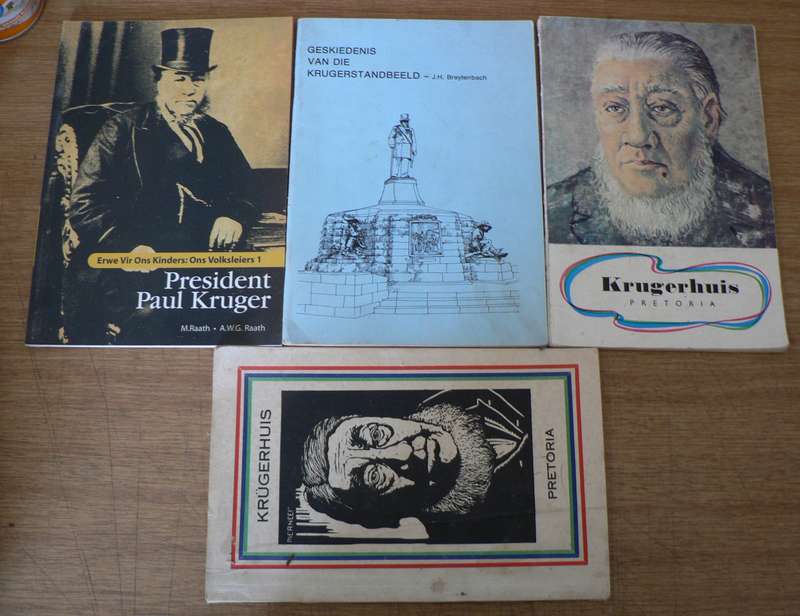 Erwe Vir Ons Kinders: Ons Volksleiers 1
President
Paul Kruger
M.Raath • A.W.G. Raath
GESKIEDENIS
VAN DIE
KRUGERSTANDBEELD – J.H. Breytenbach
Krugerhuis
PRETORIA
KRÜGERHUIS
PIERNEEF
PRETORIA